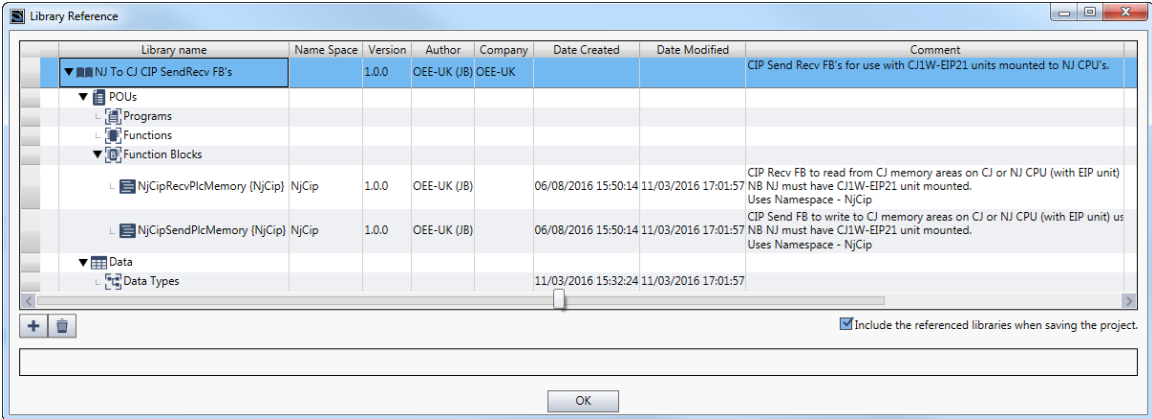 Library Reference
Library name Name Space Version Author Company Date Created Date Modified Comment
NJ To CJ CIP SendRecv FB's 1.0.0 OEE-UK (JB) OEE-UK CIP Send Recv FB's for use with CJ1W-EIP21 units mounted to NJ CPU's.
POUs
Programs
Functions
Function Blocks
CIP Recv FB to read from CJ memory areas on CJ or NJ CPU (with EIP unit)
NjCipRecvPlcMemory {NjCip} NjCip 1.0.0 OEE-UK (JB) 06/08/2016 15:50:14 11/03/2016 17:01:57 NB NJ must have CJ1W-EIP21 unit mounted.
Uses Namespace - NjCip
CIP Send FB to write to CJ memory areas on CJ or NJ CPU (with EIP unit) us
NjCipSendPlcMemory {NjCip} NjCip 1.0.0 OEE-UK (JB) 06/08/2016 15:50:14 11/03/2016 17:01:57 NB NJ must have CJ1W-EIP21 unit mounted.
Uses Namespace - NjCip
Data
Data Types 11/03/2016 15:32:24 11/03/2016 17:01:57
Include the referenced libraries when saving the project.
OK